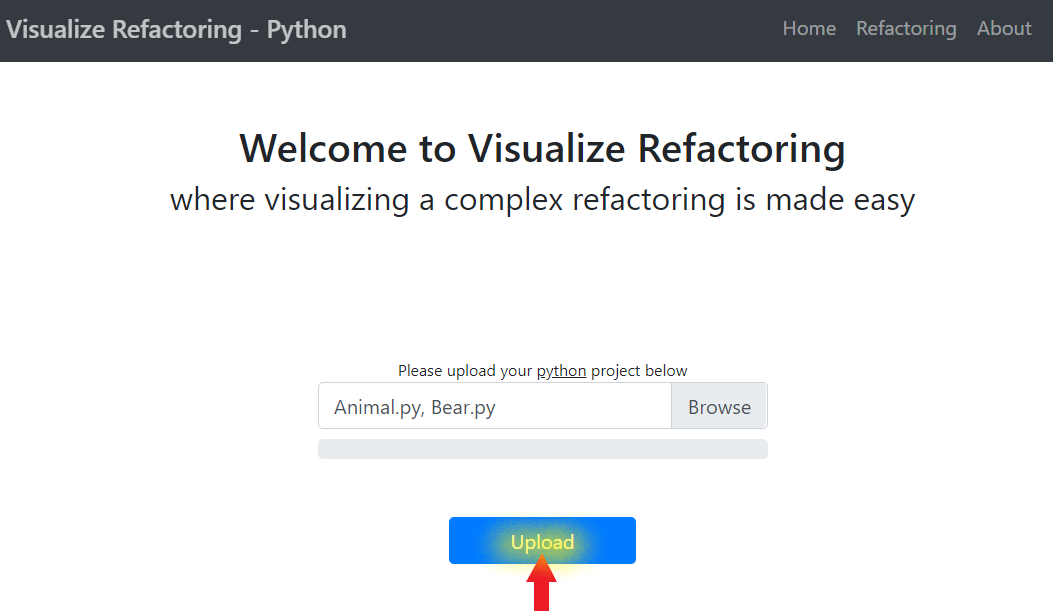 Visualize Refactoring - Python Home Refactoring About
Welcome to Visualize Refactoring
where visualizing a complex refactoring is made easy
Please upload your python project below
Animal.py, Bear.py Browse
Upload